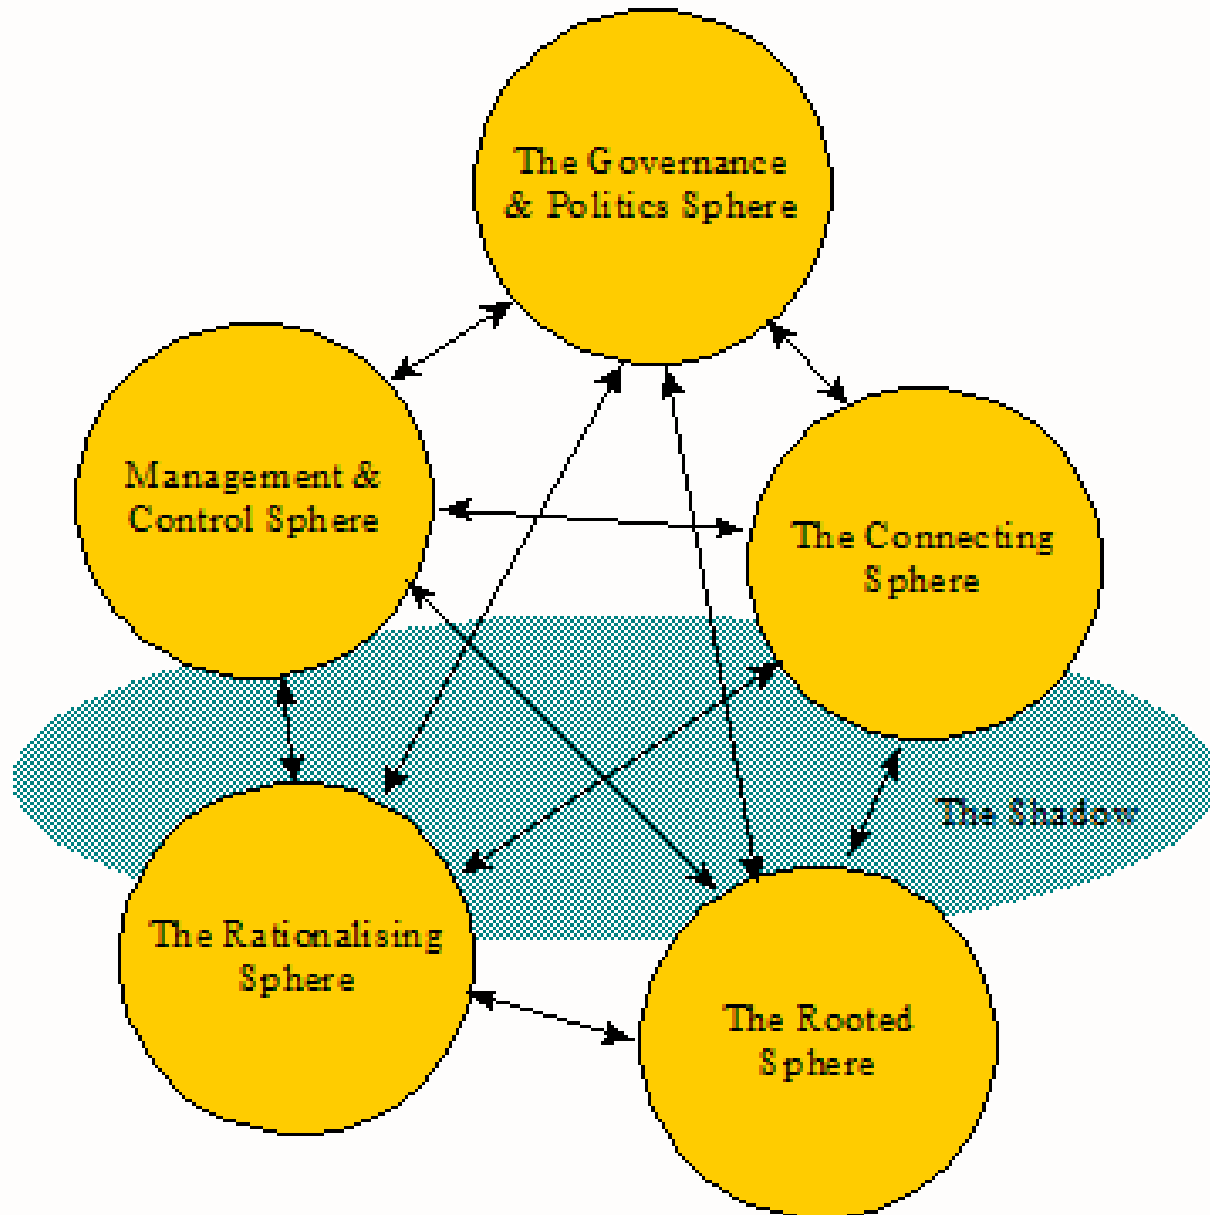 The Governance
& Politics Sphere
Management &
Control Sphere
The Connecting
Sphere
The Shadow
The Rationalising
Sphere
The Rooted
Sphere